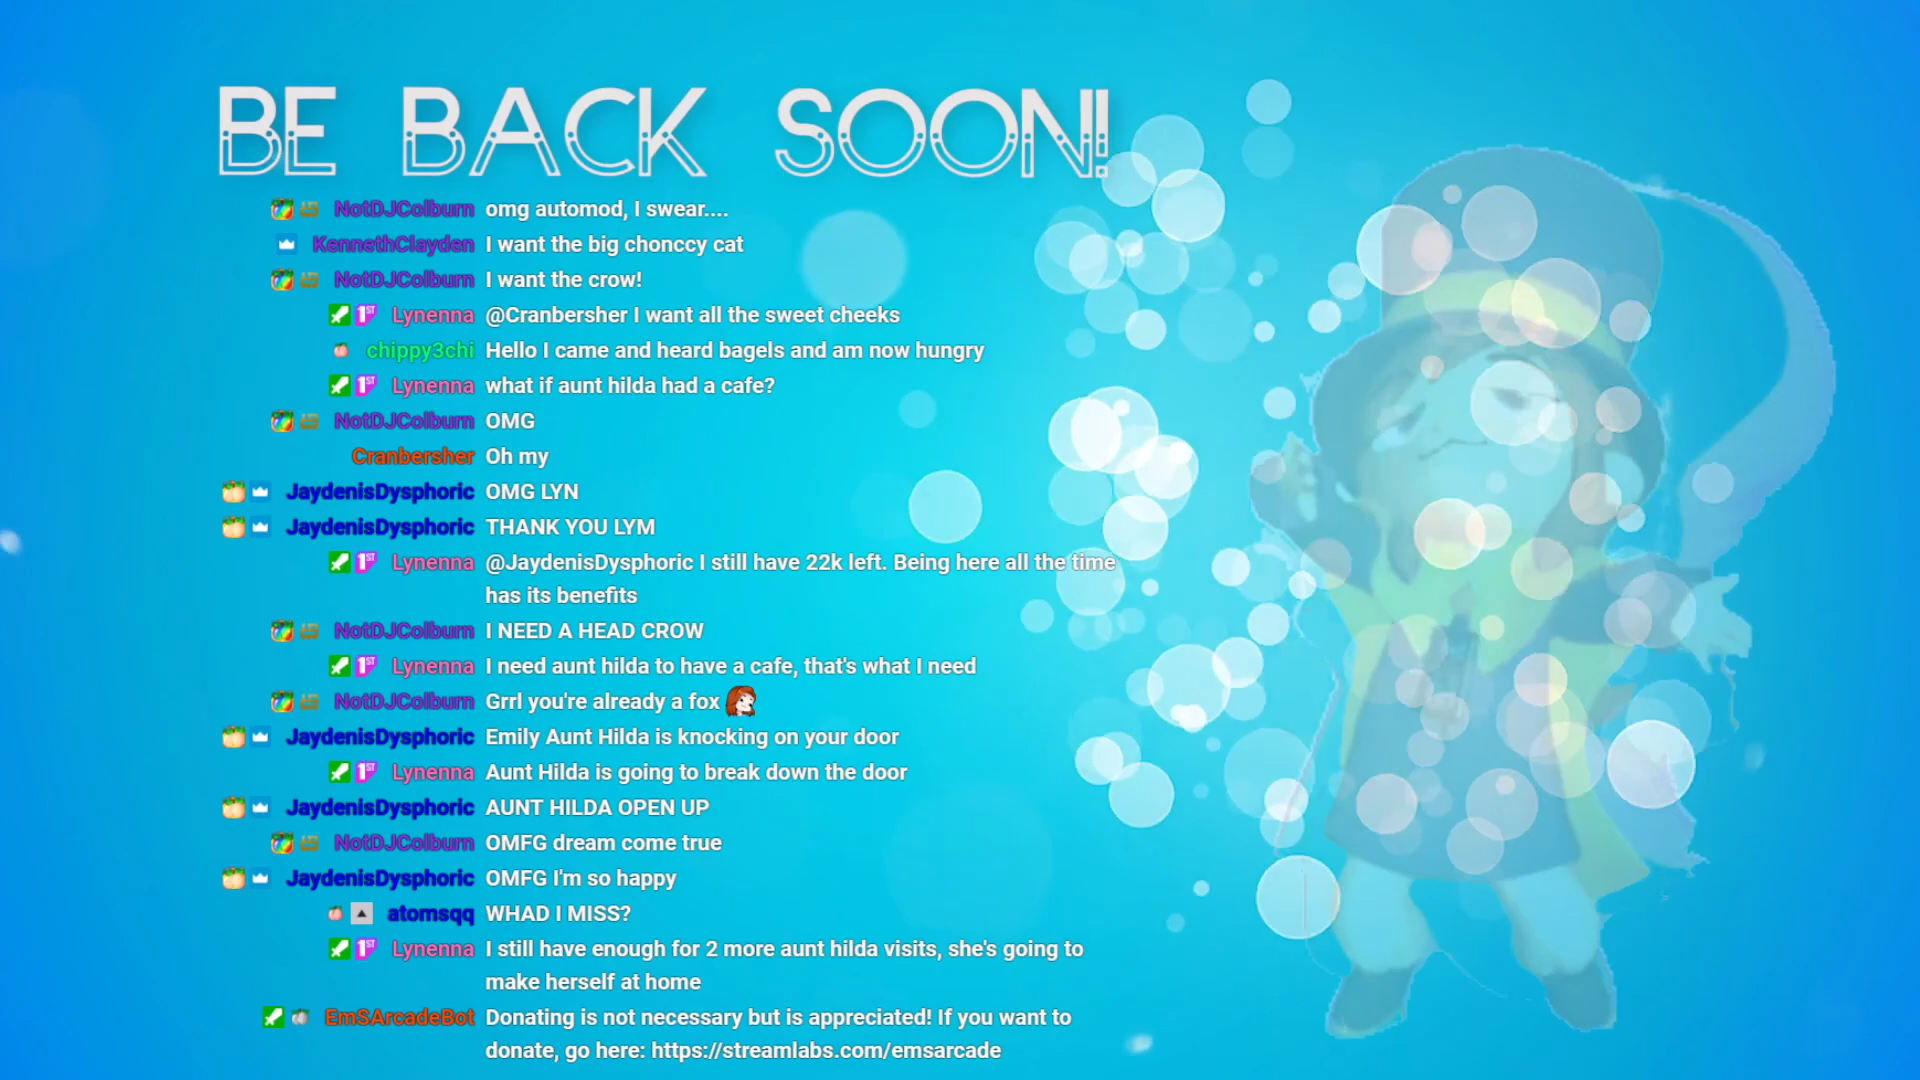 BE BACK SOON!
NotDJColburn omg automod, I swear....
KennethClayden I want the big chonccy cat
NotDJColburn I want the crow!
1ST Lynenna @Cranbersher I want all the sweet cheeks
chippy3chi Hello I came and heard bagels and am now hungry
1ST Lynenna what if aunt hilda had a cafe?
NotDJColburn OMG
Cranbersher Oh my
JaydenisDysphoric OMG LYN
JaydenisDysphoric THANK YOU LYM
1ST Lynenna @JaydenisDysphoric I still have 22k left. Being here all the time
has its benefits
NotDJColburn I NEED A HEAD CROW
1ST Lynenna I need aunt hilda to have a cafe, that's what I need
NotDJColburn Grrl you're already a fox
JaydenisDysphoric Emily Aunt Hilda is knocking on your door
1ST Lynenna Aunt Hilda is going to break down the door
JaydenisDysphoric AUNT HILDA OPEN UP
NotDJColburn OMFG dream come true
JaydenisDysphoric OMFG I'm so happy
atomsqq WHAD I MISS?
1ST Lynenna I still have enough for 2 more aunt hilda visits, she's going to
make herself at home
EmSArcadeBot Donating is not necessary but is appreciated! If you want to
donate, go here: https://streamlabs.com/emsarcade